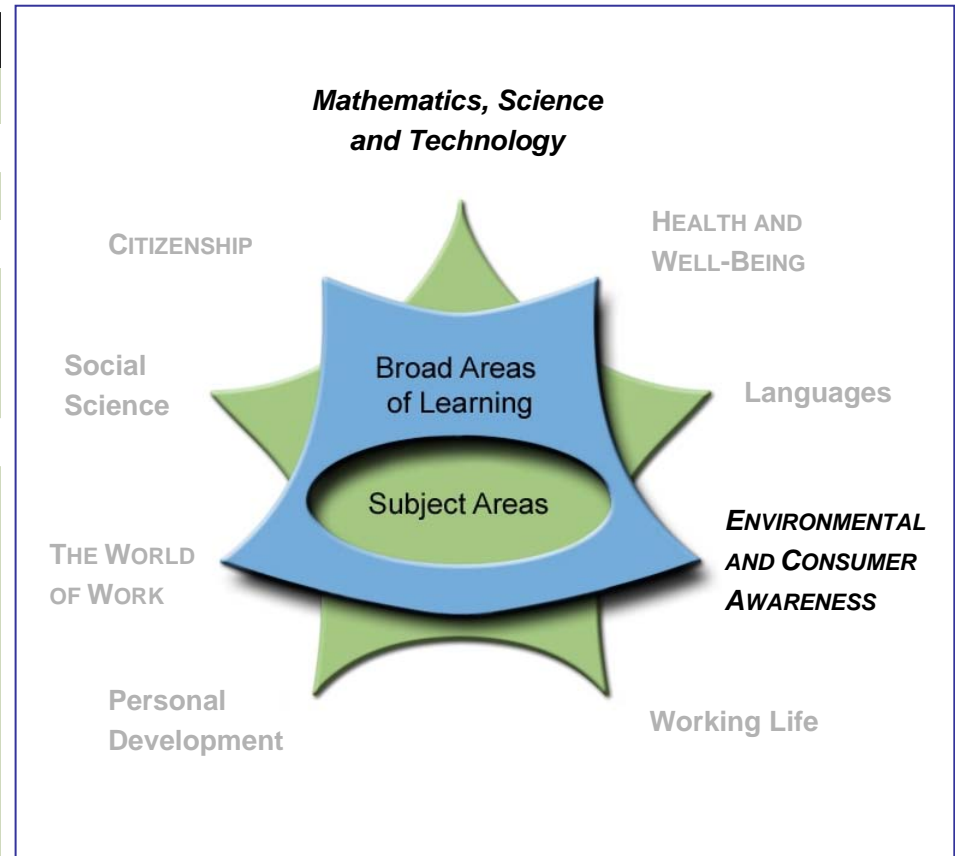 Mathematics, Science
and Technology
CITIZENSHIP
HEALTH AND
WELL-BEING
Broad Areas
of Learning
Social
Science
Languages
Subject Areas
ENVIRONMENTAL
AND CONSUMER
AWARENESS
THE WORLD
OF WORK
Personal
Development
Working Life